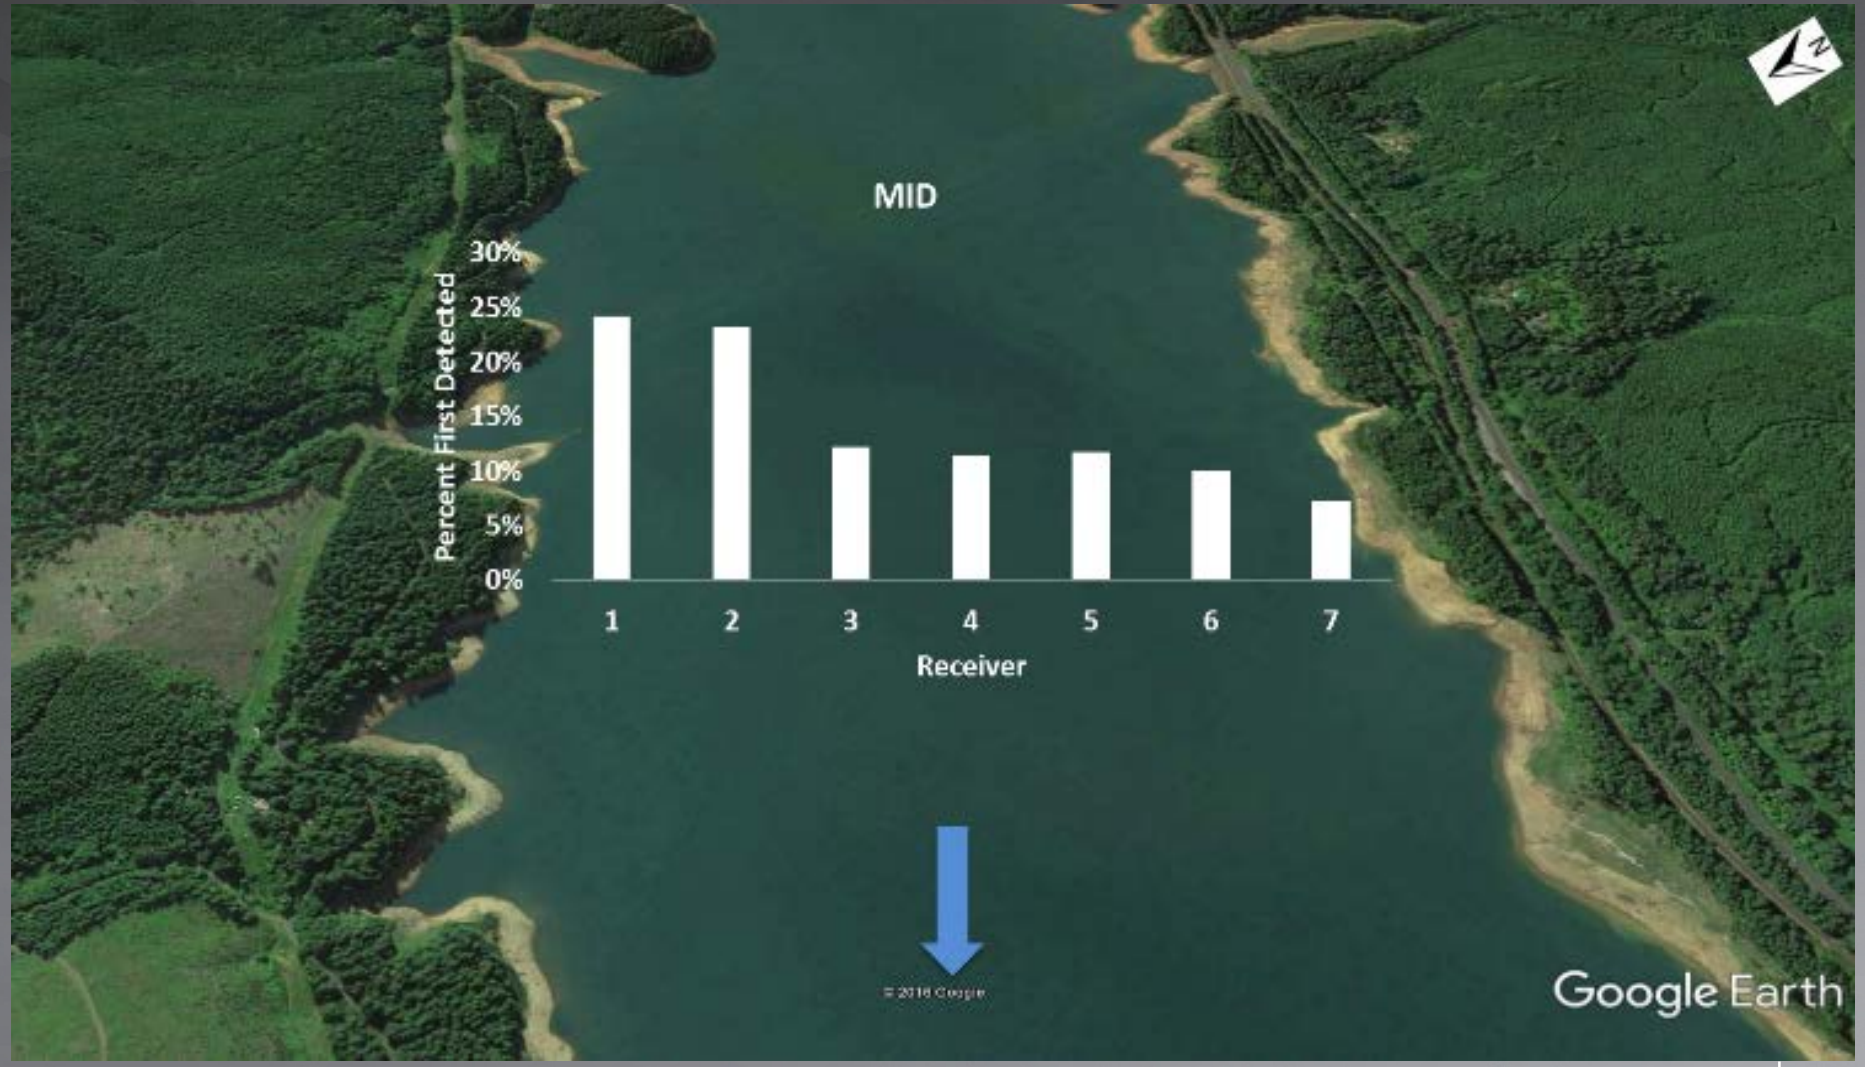 N
MID
30%
25%
20%
15%
10%
5%
0%
Percent First Detected
1 2 3 4 5 6 7
Receiver
© 2016 Google
Google Earth